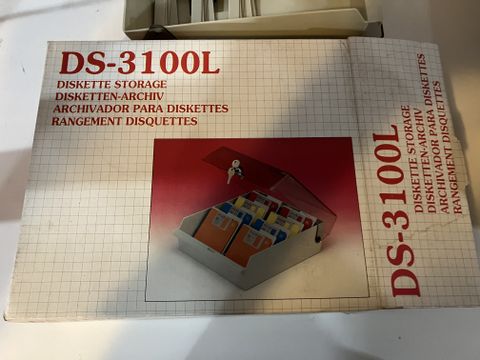 DS-3100L
DISKETTE STORAGE
DISKETTEN-ARCHIV
ARCHIVADOR PARA DISKETTES
RANGEMENT DISQUETTES
DS-3100L
DISKETTE STORAGE
DISKETTEN-ARCHIV
ARCHIVADOR PARA DISKETTES
RANGEMENT DISQUETTES